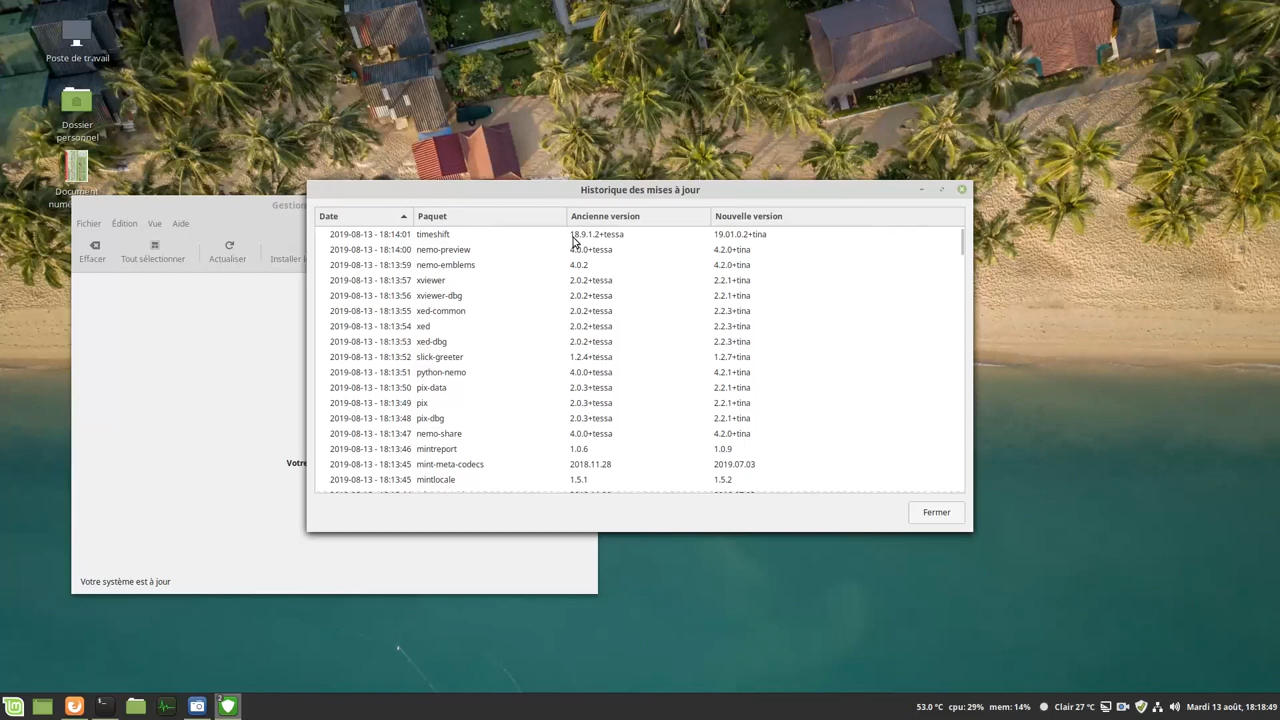 Poste de travail
Dossier
personnel
Document
Historique des mises à jour
Gestion
Fichier Édition Vue Aide
Effacer Tout sélectionner Actualiser Installer
Date Paquet Ancienne version Nouvelle version
2019-08-13 - 18:14:01 timeshift 18.9.1.2+tessa 19.01.0.2+tina
2019-08-13 - 18:14:00 nemo-preview 4.0.0+tessa 4.2.0+tina
2019-08-13 - 18:13:59 nemo-emblems 4.0.2 4.2.0+tina
2019-08-13 - 18:13:57 xviewer 2.0.2+tessa 2.2.1+tina
2019-08-13 - 18:13:56 xviewer-dbg 2.0.2+tessa 2.2.1+tina
2019-08-13 - 18:13:55 xed-common 2.0.2+tessa 2.2.3+tina
2019-08-13 - 18:13:54 xed 2.0.2+tessa 2.2.3+tina
2019-08-13 - 18:13:53 xed-dbg 2.0.2+tessa 2.2.3+tina
2019-08-13 - 18:13:52 slick-greeter 1.2.4+tessa 1.2.7+tina
2019-08-13 - 18:13:51 python-nemo 4.0.0+tessa 4.2.1+tina
2019-08-13 - 18:13:50 pix-data 2.0.3+tessa 2.2.1+tina
2019-08-13 - 18:13:49 pix 2.0.3+tessa 2.2.1+tina
2019-08-13 - 18:13:48 pix-dbg 2.0.3+tessa 2.2.1+tina
2019-08-13 - 18:13:47 nemo-share 4.0.0+tessa 4.2.0+tina
2019-08-13 - 18:13:46 mintreport 1.0.6 1.0.9
2019-08-13 - 18:13:45 mint-meta-codecs 2018.11.28 2019.07.03
2019-08-13 - 18:13:45 mintlocale 1.5.1 1.5.2
Votre
Fermer
Votre système est à jour
2
53.0 °C cpu: 29% mem: 14% Clair 27 °C Mardi 13 août, 18:18:49